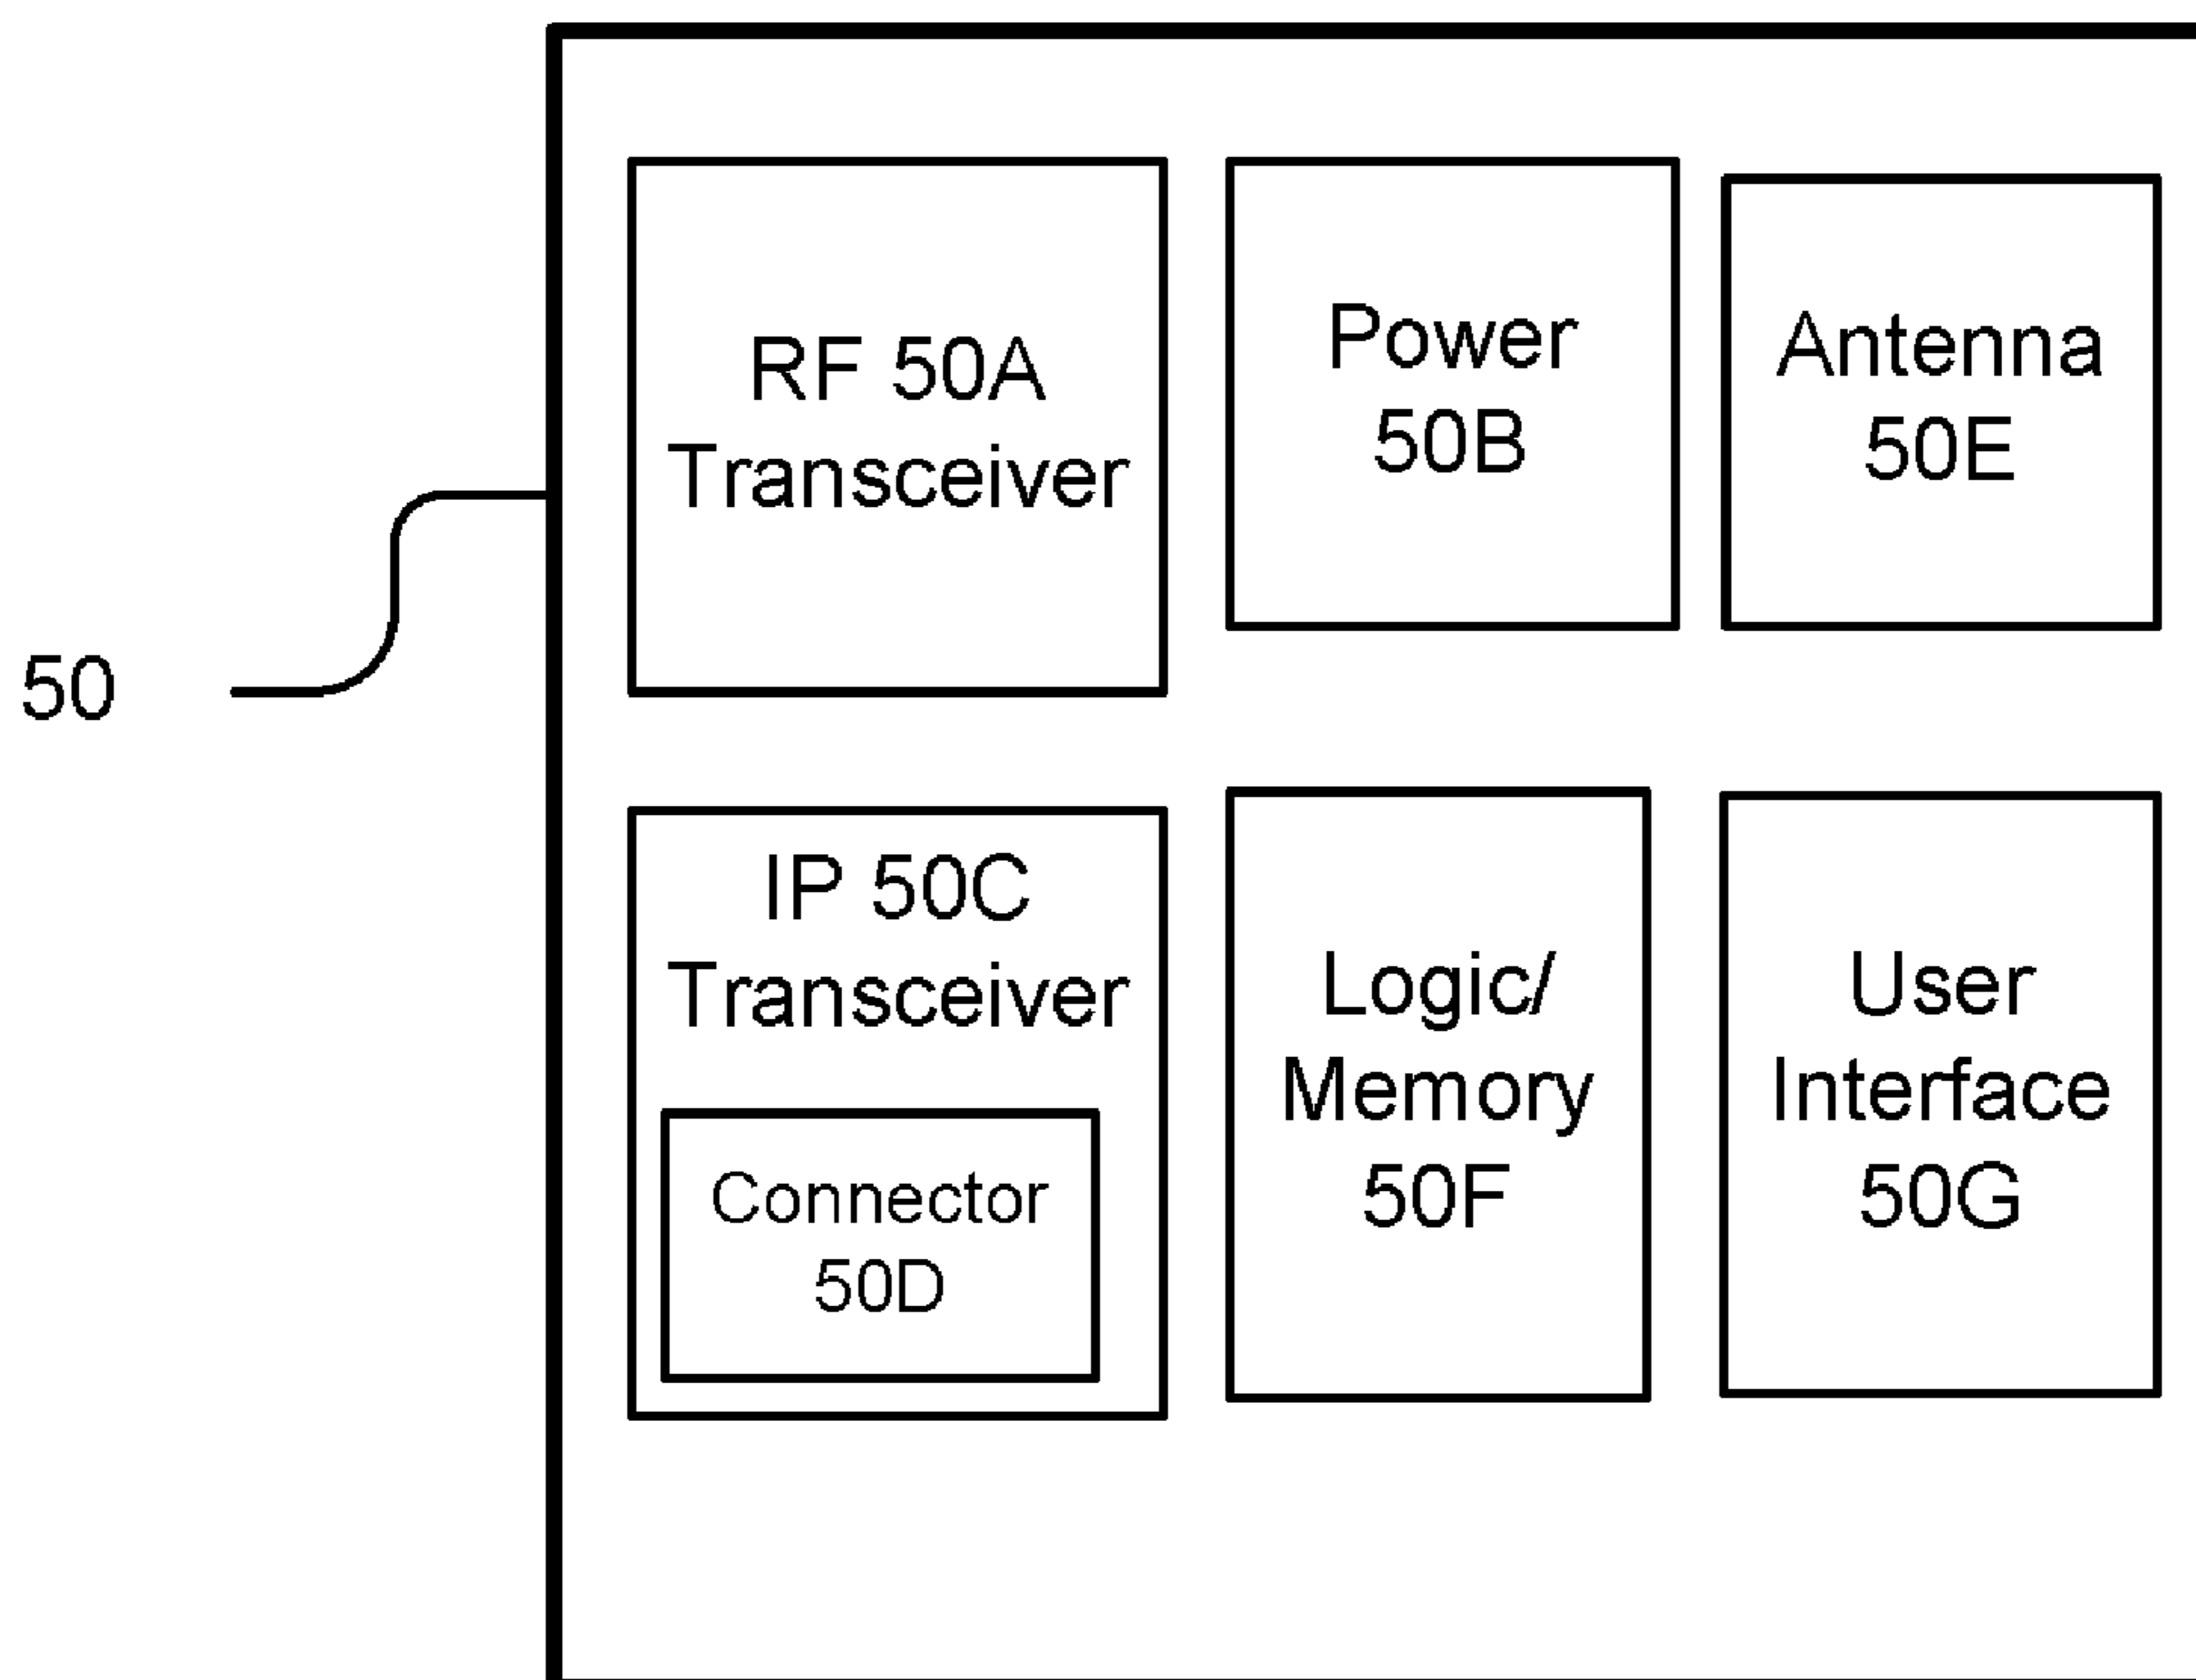 RF 50A
Transceiver
Power
50B
Antenna
50E
50
IP 50C
Transceiver
Connector
50D
Logic/
Memory
50F
User
Interface
50G